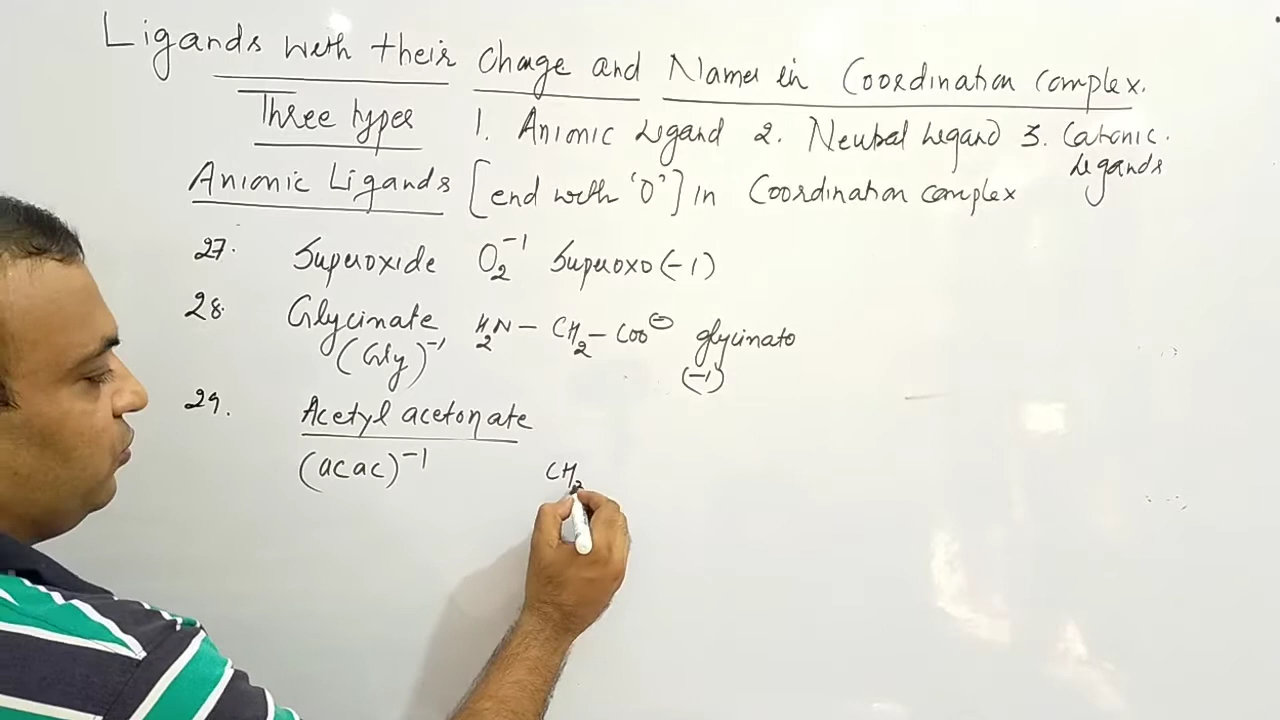 Ligands with their Charge and Names in Coordination complex.
Three types 1. Anionic Ligand 2. Neutral Ligand 3. Cationic Ligands
Anionic Ligands [end with 'O'] in Coordination complex
27. Superoxide O₂⁻¹ Superoxo (-1)
28. Glycinate H₂N-CH₂-COO⊖ glycinato
(Gly)⁻¹ (-1)
29. Acetyl acetonate
(acac)⁻¹ CH₃